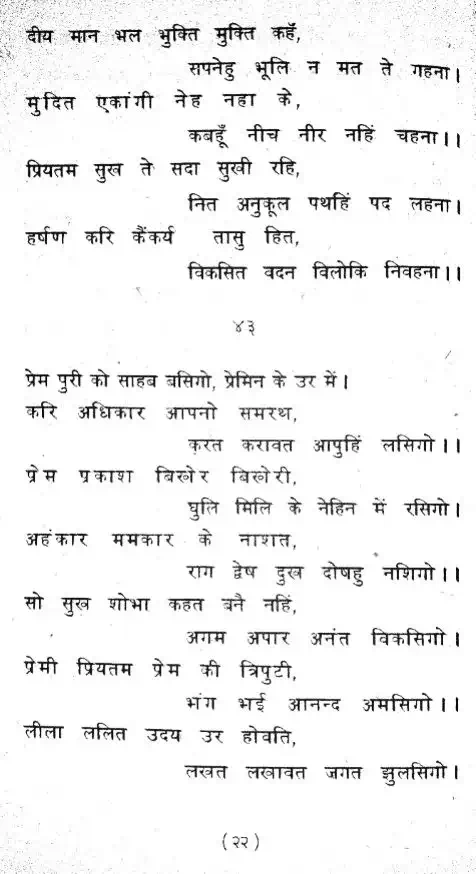 दीय मान भल भुक्ति मुक्ति कहँ,
सपनेहु भूलि न मत ते गहना।
मुदित एकांगी नेह नहा के,
कबहूँ नीच नीर नहिं चहना।।
प्रियतम सुख ते सदा सुखी रहि,
नित अनुकूल पथहिं पद लहना।
हर्षण करि कैंकर्य तासु हित,
विकसित वदन विलोकि निवहना।।
४३
प्रेम पुरी को साहब बसिगो, प्रेमिन के उर में।
करि अधिकार आपनो समरथ,
करत करावत आपुहिं लसिगो।।
प्रेम प्रकाश बिखेर बिखेरी,
घुलि मिलि के नेहिन में रसिगो।
अहंकार ममकार के नाशत,
राग द्वेष दुख दोषहु नशिगो।।
सो सुख शोभा कहत बनै नहिं,
अगम अपार अनंत विकसिगो।
प्रेमी प्रियतम प्रेम की त्रिपुटी,
भंग भई आनन्द अमसिगो।।
लीला ललित उदय उर होवति,
लखत लखावत जगत झुलसिगो।
(२२)